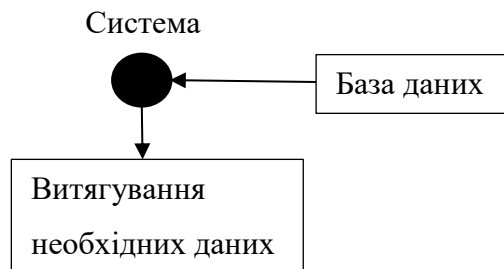 Система
База даних
Витягування
необхідних даних